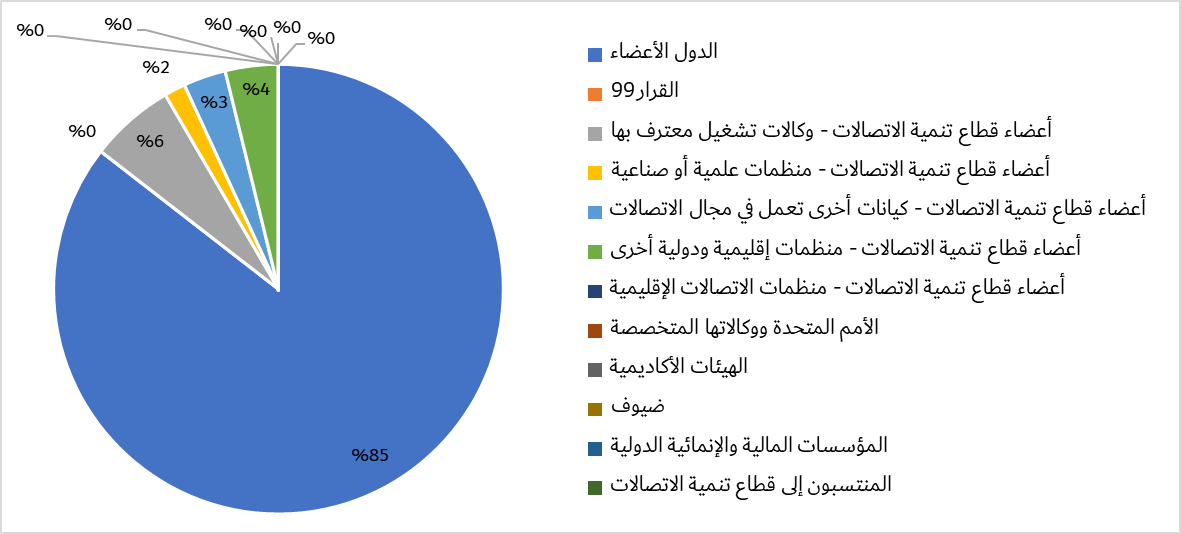 %0
%0
%0
%0
%0
%0
%2
%3
%4
%0
%6
%85
الدول الأعضاء
القرار 99
أعضاء قطاع تنمية الاتصالات - وكالات تشغيل معترف بها
أعضاء قطاع تنمية الاتصالات - منظمات علمية أو صناعية
أعضاء قطاع تنمية الاتصالات - كيانات أخرى تعمل في مجال الاتصالات
أعضاء قطاع تنمية الاتصالات - منظمات إقليمية ودولية أخرى
أعضاء قطاع تنمية الاتصالات - منظمات الاتصالات الإقليمية
الأمم المتحدة ووكالاتها المتخصصة
الهيئات الأكاديمية
ضيوف
المؤسسات المالية والإنمائية الدولية
المنتسبون إلى قطاع تنمية الاتصالات